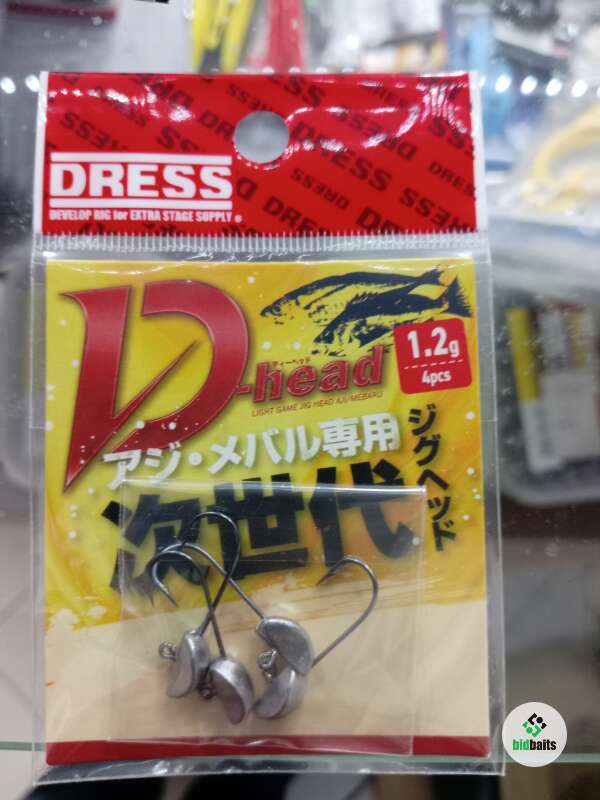 DRESS
DEVELOP RIG for EXTRA STAGE SUPPLY®
D-head
ディーヘッド
LIGHT GAME JIG HEAD AJI/MEBARU
1.2g
4pcs
アジ・メバル専用
次世代
ジグヘッド
bidbaits